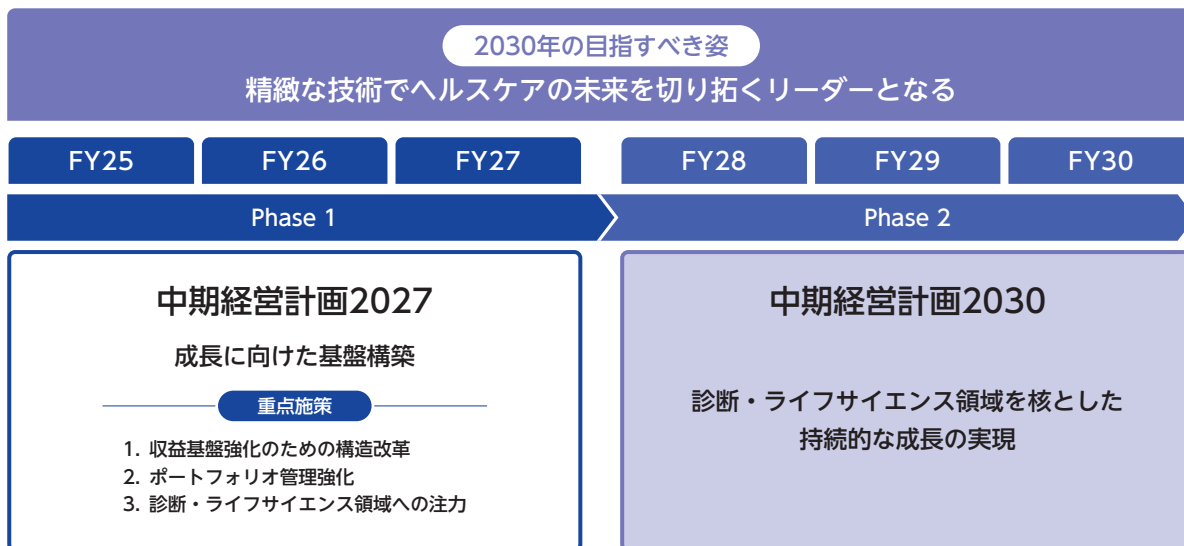 2030年の目指すべき姿
精緻な技術でヘルスケアの未来を切り拓くリーダーとなる
FY25 FY26 FY27 FY28 FY29 FY30
Phase 1 Phase 2
中期経営計画2027
成長に向けた基盤構築
重点施策
1. 収益基盤強化のための構造改革
2. ポートフォリオ管理強化
3. 診断・ライフサイエンス領域への注力
中期経営計画2030
診断・ライフサイエンス領域を核とした
持続的な成長の実現